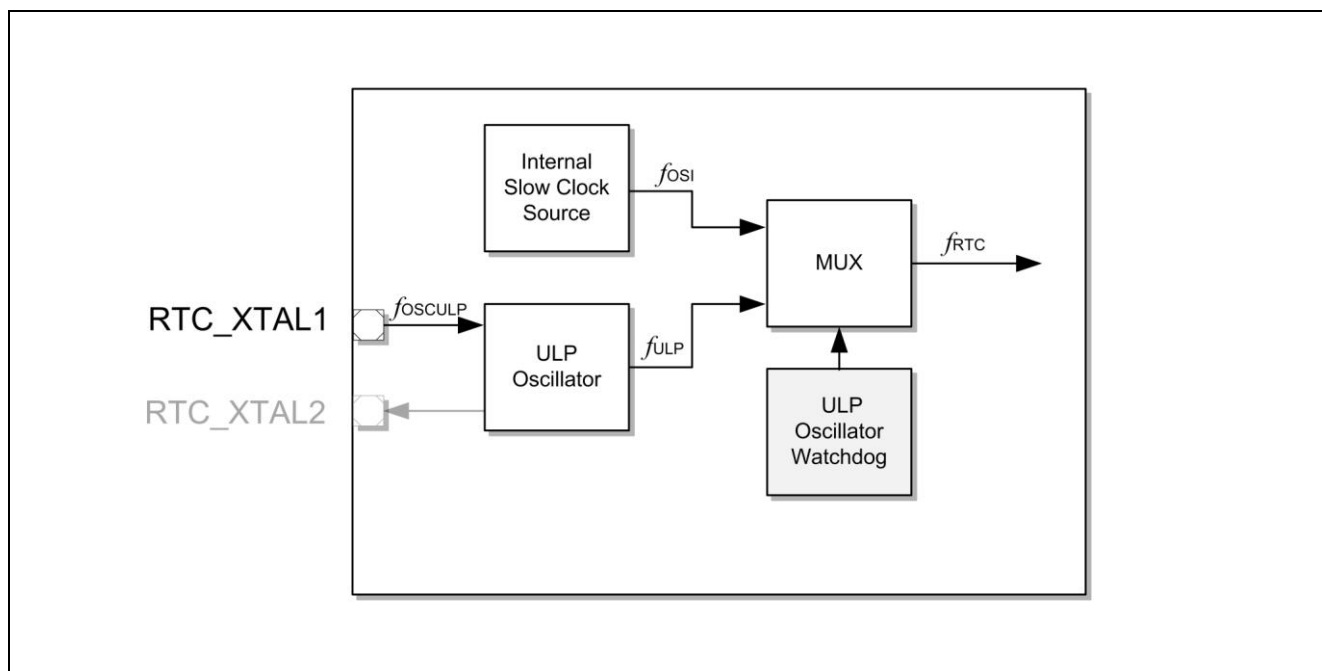 Internal
Slow Clock
Source
fOSI
MUX
fRTC
RTC_XTAL1
fOSCULP
ULP
Oscillator
fULP
RTC_XTAL2
ULP
Oscillator
Watchdog